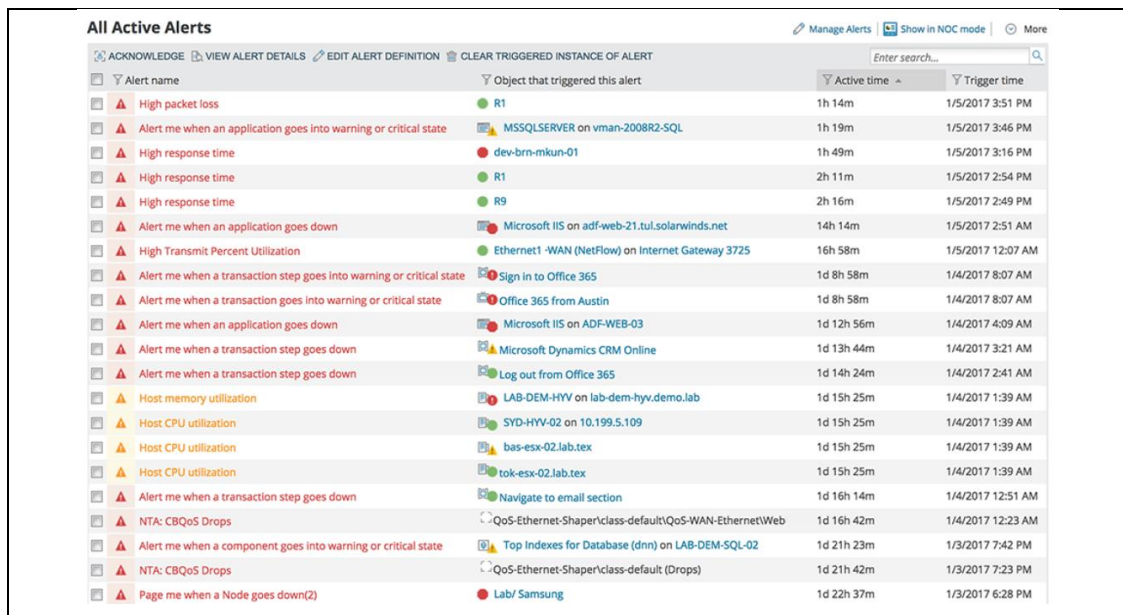 All Active Alerts
Manage Alerts Show in NOC mode More
ACKNOWLEDGE VIEW ALERT DETAILS EDIT ALERT DEFINITION CLEAR TRIGGERED INSTANCE OF ALERT Enter search...
Alert name Object that triggered this alert Active time Trigger time
High packet loss R1 1h 14m 1/5/2017 3:51 PM
Alert me when an application goes into warning or critical state MSSQLSERVER on vman-2008R2-SQL 1h 19m 1/5/2017 3:46 PM
High response time dev-brn-mkun-01 1h 49m 1/5/2017 3:16 PM
High response time R1 2h 11m 1/5/2017 2:54 PM
High response time R9 2h 16m 1/5/2017 2:49 PM
Alert me when an application goes down Microsoft IIS on adf-web-21.tul.solarwinds.net 14h 14m 1/5/2017 2:51 AM
High Transmit Percent Utilization Ethernet1 -WAN (NetFlow) on Internet Gateway 3725 16h 58m 1/5/2017 12:07 AM
Alert me when a transaction step goes into warning or critical state Sign in to Office 365 1d 8h 58m 1/4/2017 8:07 AM
Alert me when a transaction goes into warning or critical state Office 365 from Austin 1d 8h 58m 1/4/2017 8:07 AM
Alert me when an application goes down Microsoft IIS on ADF-WEB-03 1d 12h 56m 1/4/2017 4:09 AM
Alert me when a transaction step goes down Microsoft Dynamics CRM Online 1d 13h 44m 1/4/2017 3:21 AM
Alert me when a transaction step goes down Log out from Office 365 1d 14h 24m 1/4/2017 2:41 AM
Host memory utilization LAB-DEM-HYV on lab-dem-hyv.demo.lab 1d 15h 25m 1/4/2017 1:39 AM
Host CPU utilization SYD-HYV-02 on 10.199.5.109 1d 15h 25m 1/4/2017 1:39 AM
Host CPU utilization bas-esx-02.lab.tex 1d 15h 25m 1/4/2017 1:39 AM
Host CPU utilization tok-esx-02.lab.tex 1d 15h 25m 1/4/2017 1:39 AM
Alert me when a transaction step goes down Navigate to email section 1d 16h 14m 1/4/2017 12:51 AM
NTA: CBQoS Drops QoS-Ethernet-Shaper\class-default\QoS-WAN-Ethernet\Web 1d 16h 42m 1/4/2017 12:23 AM
Alert me when a component goes into warning or critical state Top Indexes for Database (dnn) on LAB-DEM-SQL-02 1d 21h 23m 1/3/2017 7:42 PM
NTA: CBQoS Drops QoS-Ethernet-Shaper\class-default (Drops) 1d 21h 42m 1/3/2017 7:23 PM
Page me when a Node goes down(2) Lab/ Samsung 1d 22h 37m 1/3/2017 6:28 PM